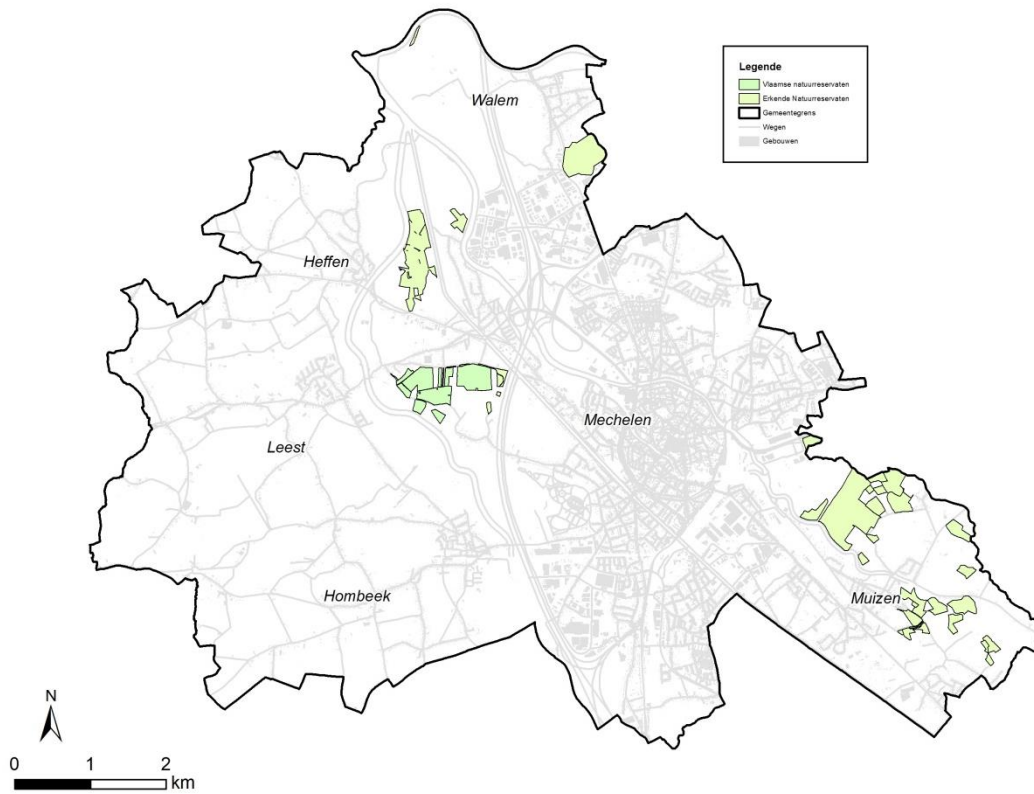 Legende
Vlaamse natuurreservaten
Erkende Natuurreservaten
Gemeentegrens
Wegen
Gebouwen
Walem
Heffen
Mechelen
Leest
Hombeek
Muizen
N
0 1 2
km